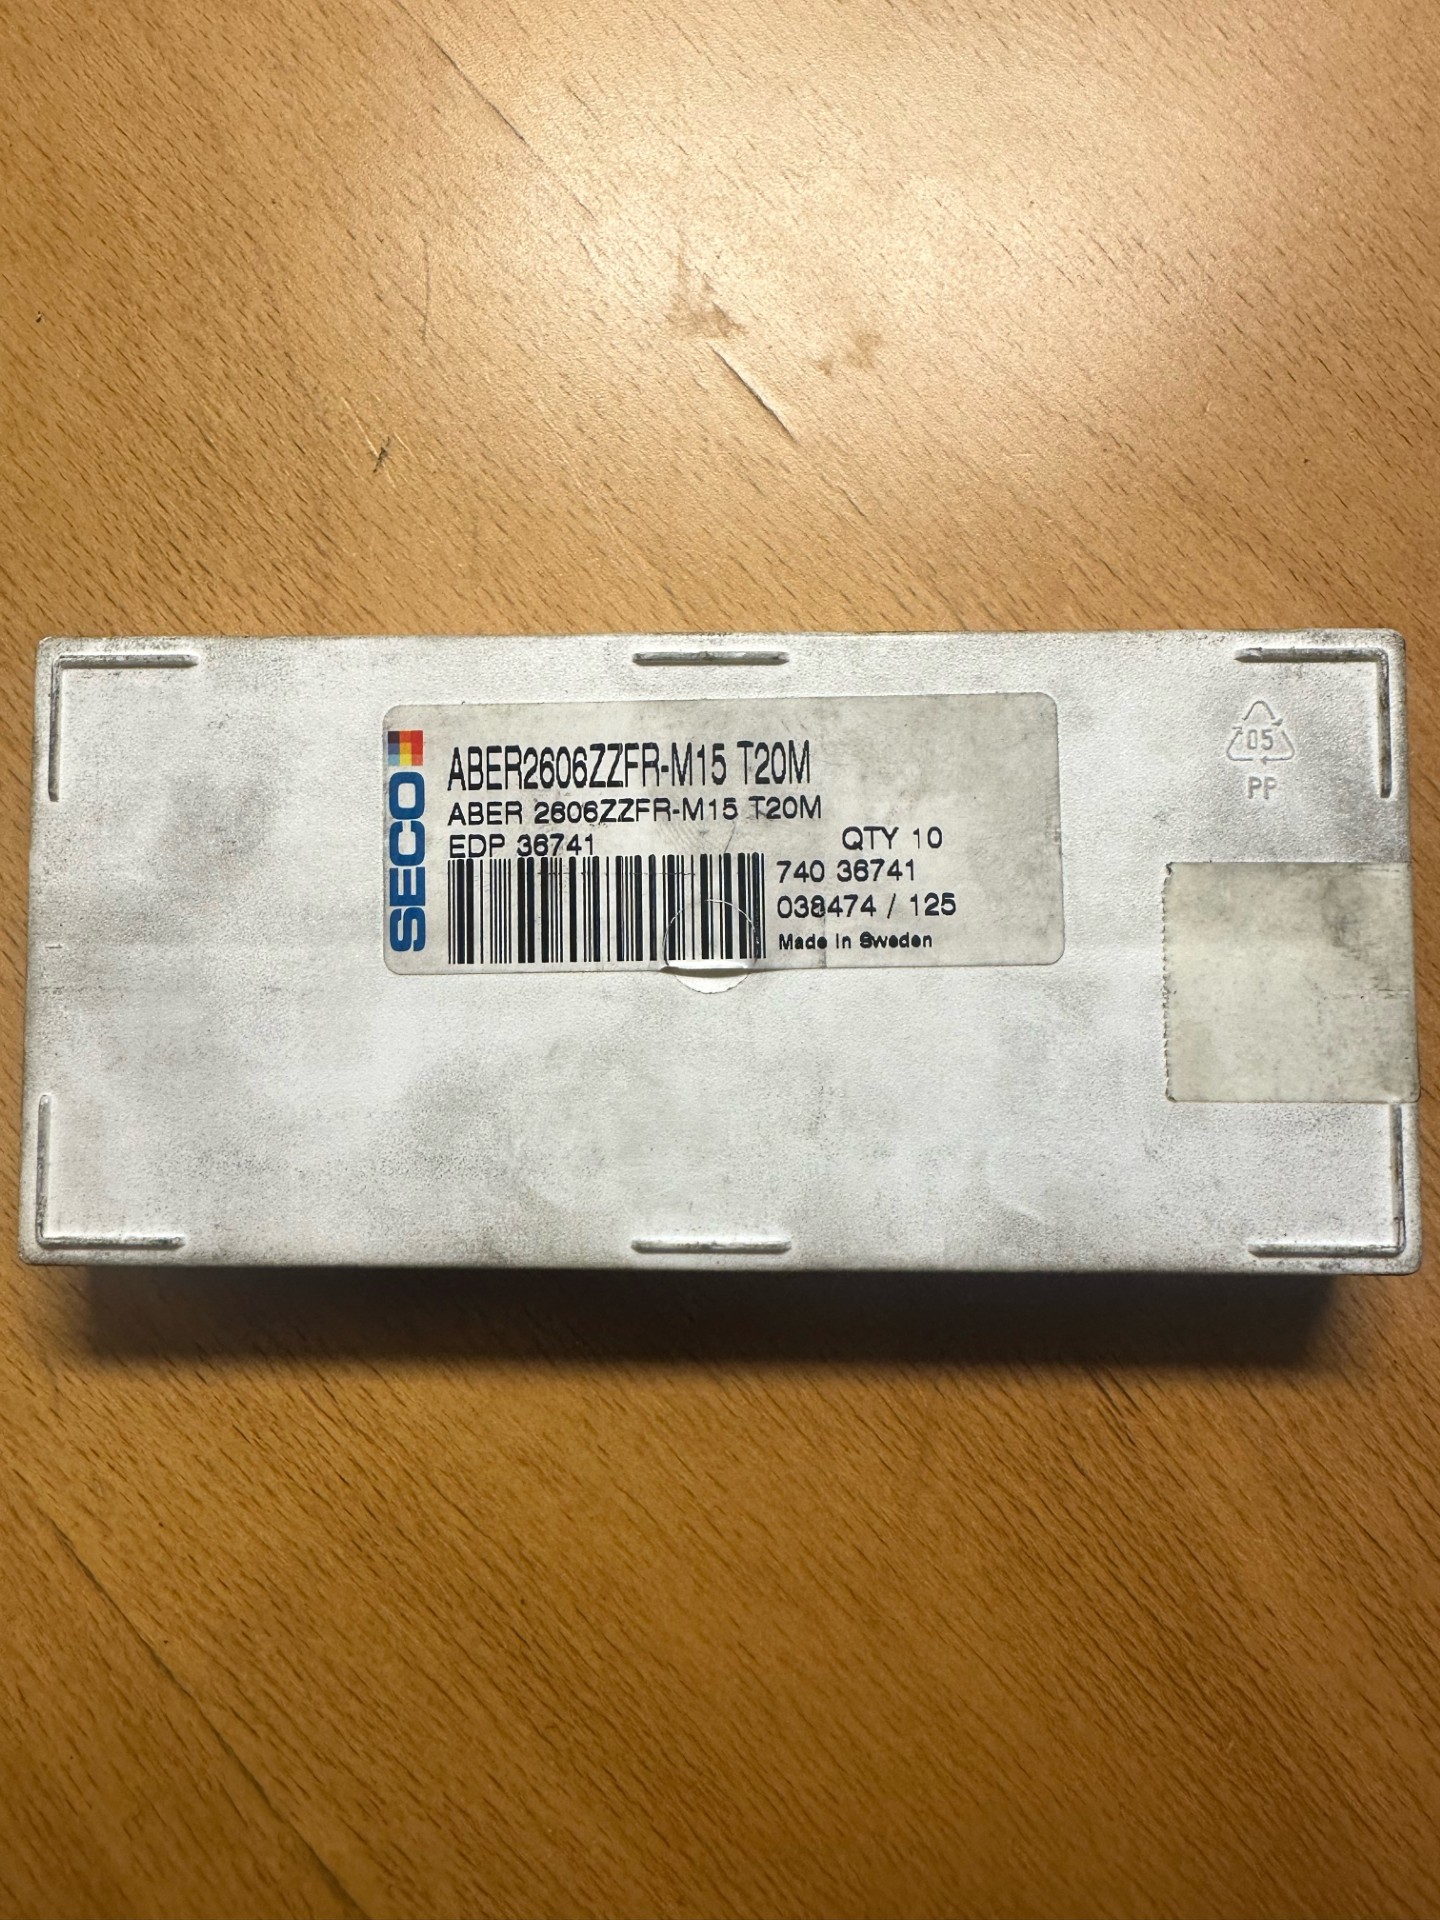 SECO
ABER2606ZZFR-M15 T20M
ABER 2606ZZFR-M15 T20M
EDP 36741
QTY 10
740 36741
038474 / 125
Made in Sweden
05
PP